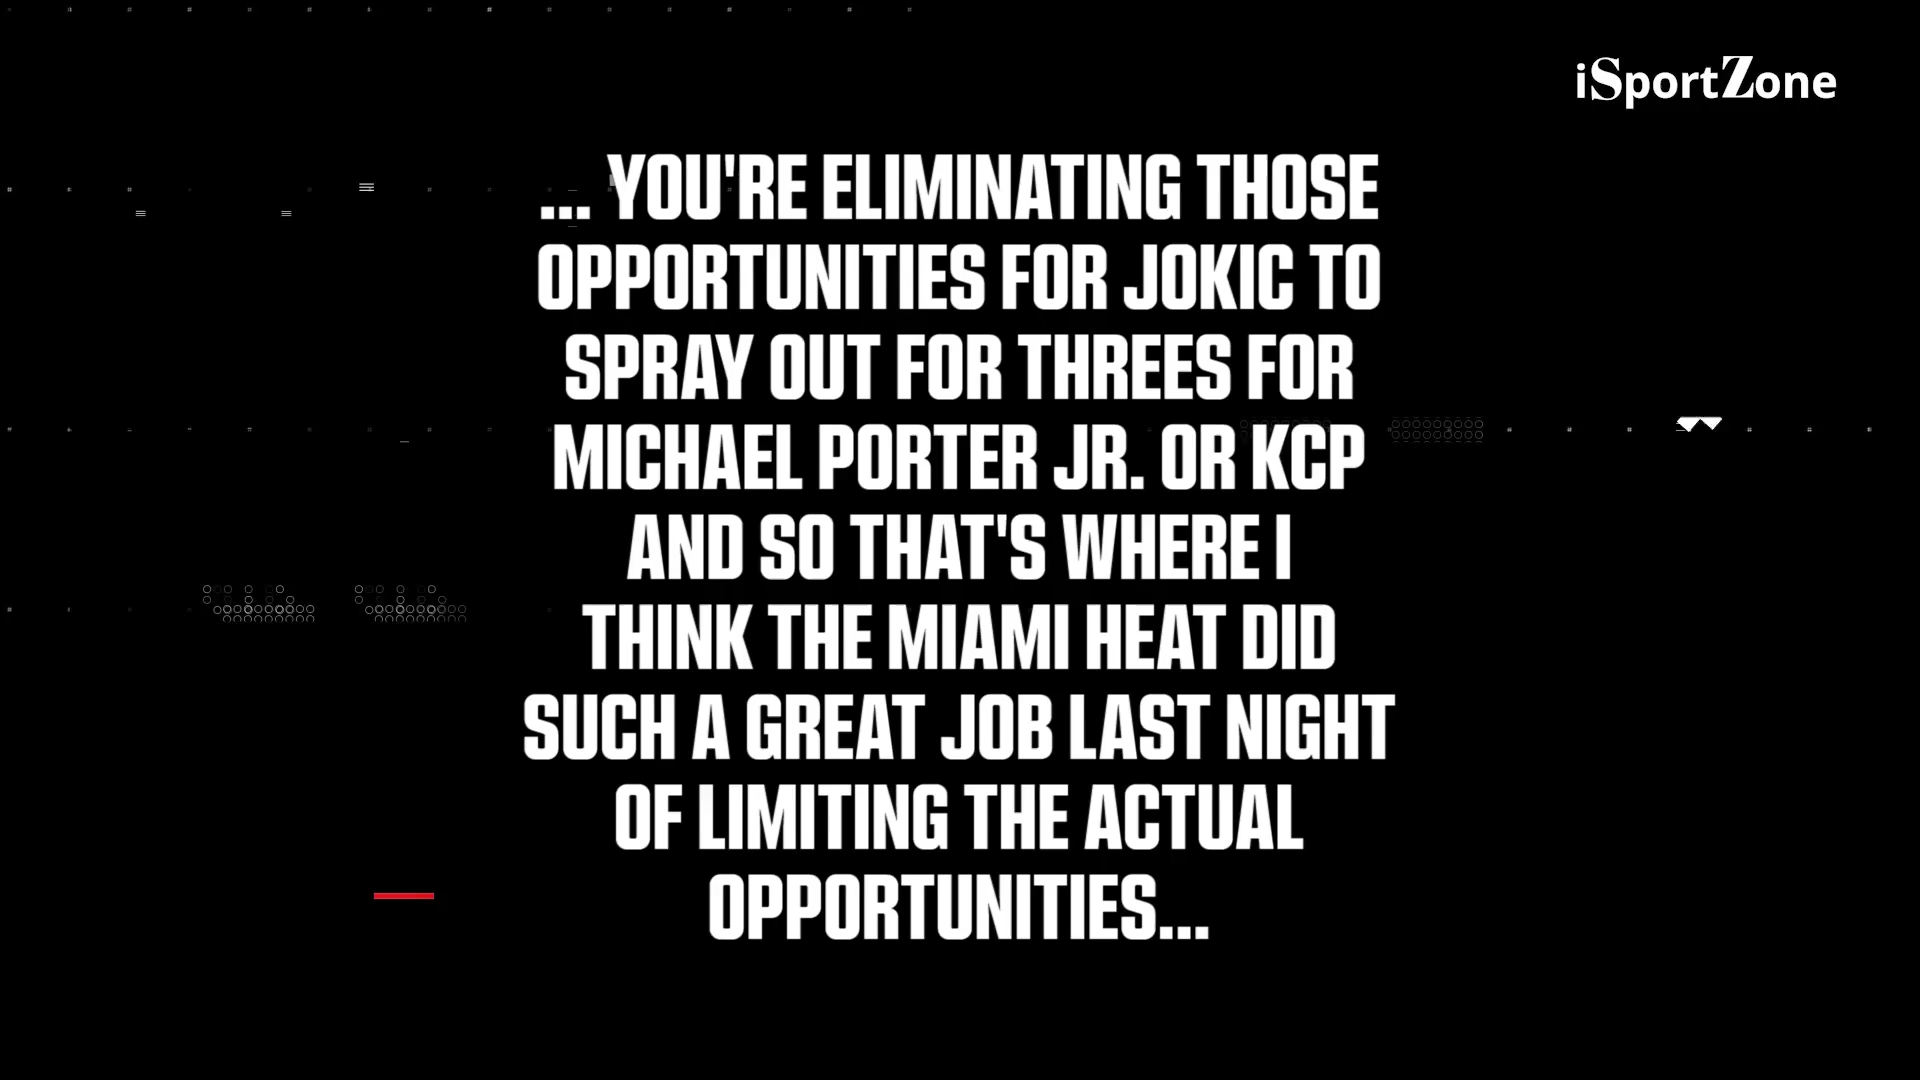 iSportZone
... YOU'RE ELIMINATING THOSE
OPPORTUNITIES FOR JOKIC TO
SPRAY OUT FOR THREES FOR
MICHAEL PORTER JR. OR KCP
AND SO THAT'S WHERE I
THINK THE MIAMI HEAT DID
SUCH A GREAT JOB LAST NIGHT
OF LIMITING THE ACTUAL
OPPORTUNITIES...